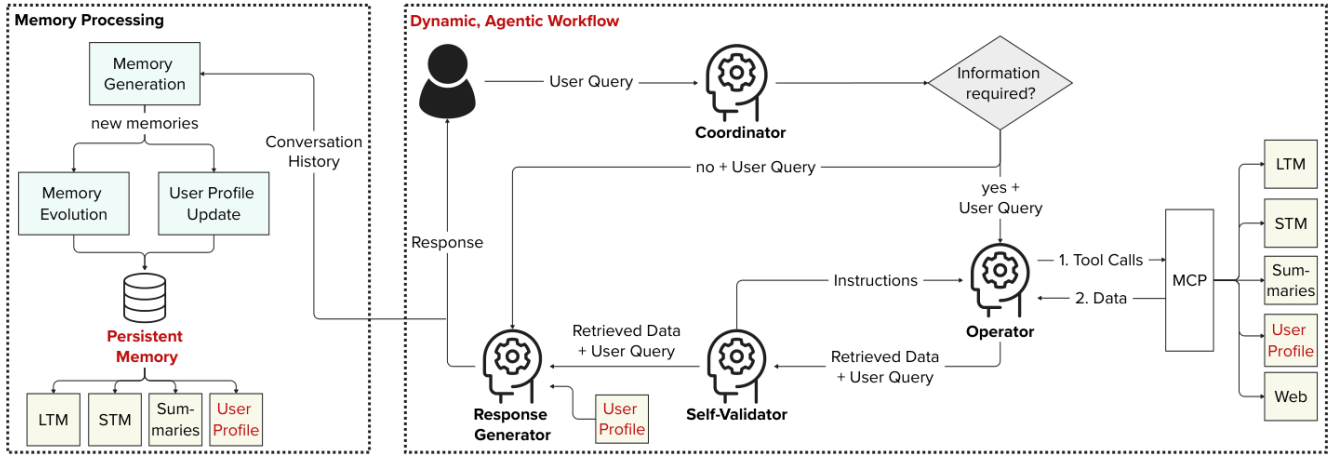 Memory Processing
Memory
Generation
new memories
Memory
Evolution
User Profile
Update
Persistent
Memory
LTM
STM
Sum-
maries
User
Profile
Conversation
History
Dynamic, Agentic Workflow
User Query
Coordinator
Information
required?
no + User Query
yes +
User Query
Response
Instructions
Operator
1. Tool Calls
2. Data
MCP
LTM
STM
Sum-
maries
User
Profile
Web
Retrieved Data
+ User Query
Self-Validator
Retrieved Data
+ User Query
Response
Generator
User
Profile